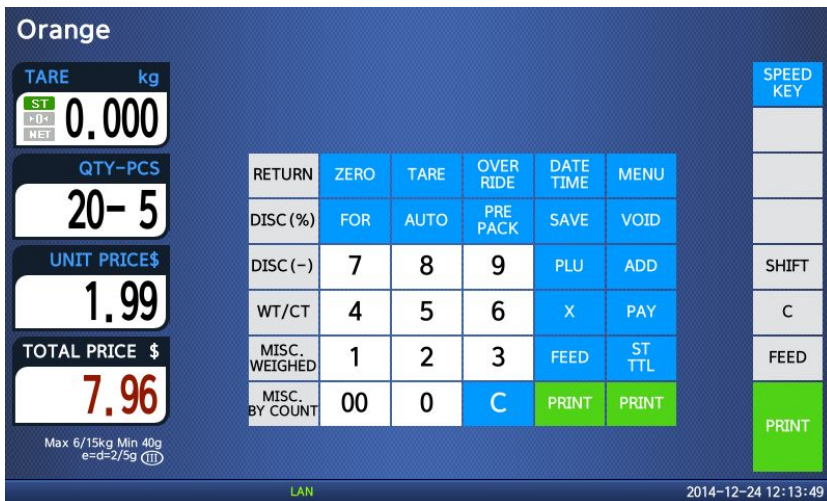 Orange
TARE kg
ST
▸0◂
NET
0.000
QTY-PCS
20- 5
UNIT PRICE$
1.99
TOTAL PRICE $
7.96
Max 6/15kg Min 40g
e=d=2/5g III
RETURN ZERO TARE OVER RIDE DATE TIME MENU
DISC(%) FOR AUTO PRE PACK SAVE VOID
DISC(-) 7 8 9 PLU ADD
WT/CT 4 5 6 X PAY
MISC. WEIGHED 1 2 3 FEED ST TTL
MISC. BY COUNT 00 0 C PRINT PRINT
SPEED
KEY
SHIFT
C
FEED
PRINT
LAN
2014-12-24 12:13:49